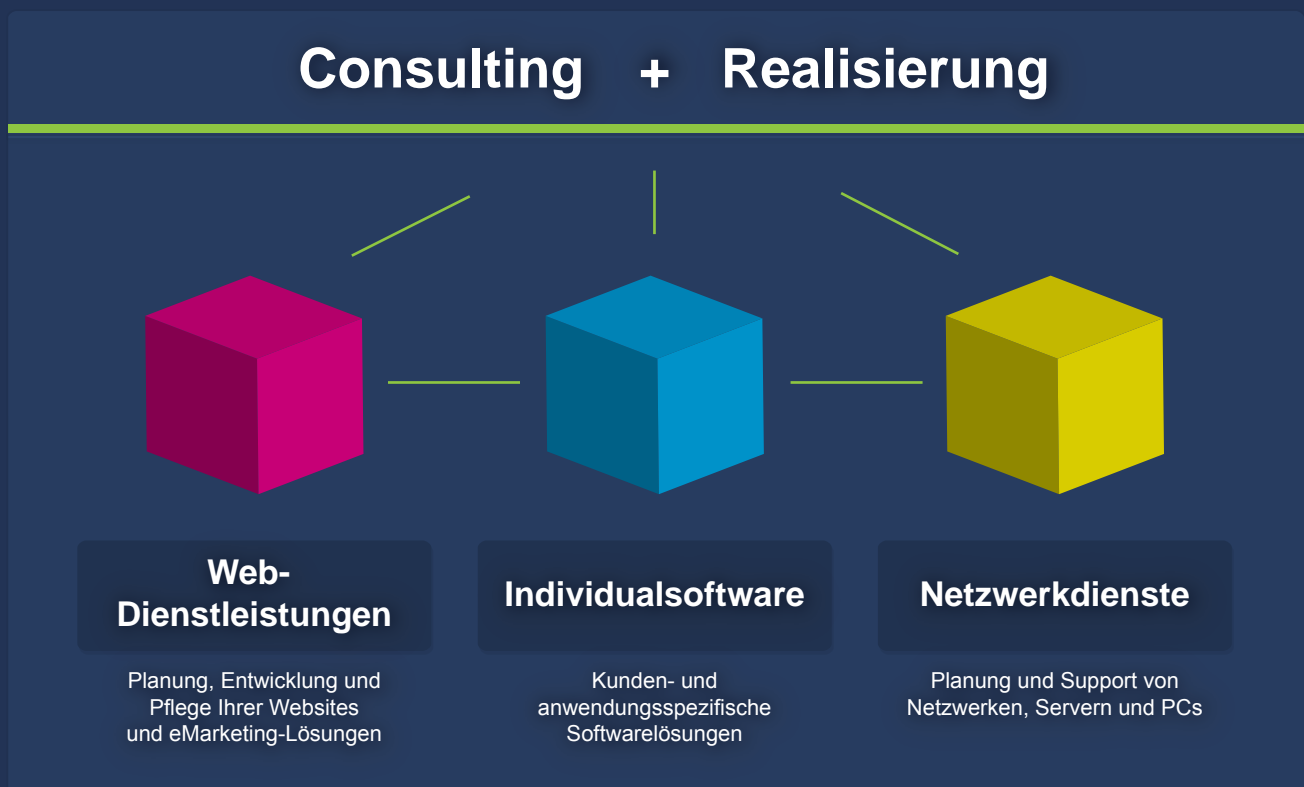 Consulting + Realisierung
Web-
Dienstleistungen
Individualsoftware
Netzwerkdienste
Planung, Entwicklung und
Pflege Ihrer Websites
und eMarketing-Lösungen
Kunden- und
anwendungsspezifische
Softwarelösungen
Planung und Support von
Netzwerken, Servern und PCs